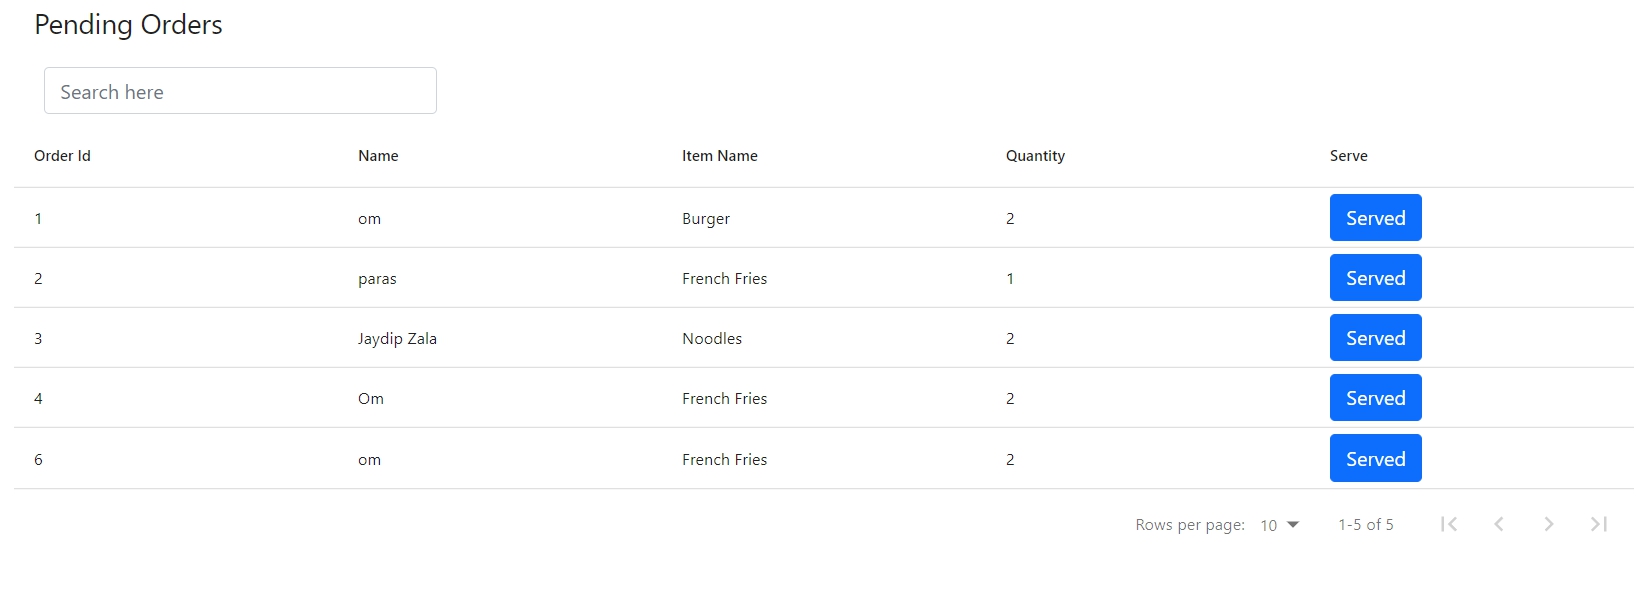 Pending Orders
Search here
Order Id Name Item Name Quantity Serve
1 om Burger 2 Served
2 paras French Fries 1 Served
3 Jaydip Zala Noodles 2 Served
4 Om French Fries 2 Served
6 om French Fries 2 Served
Rows per page: 10 1-5 of 5